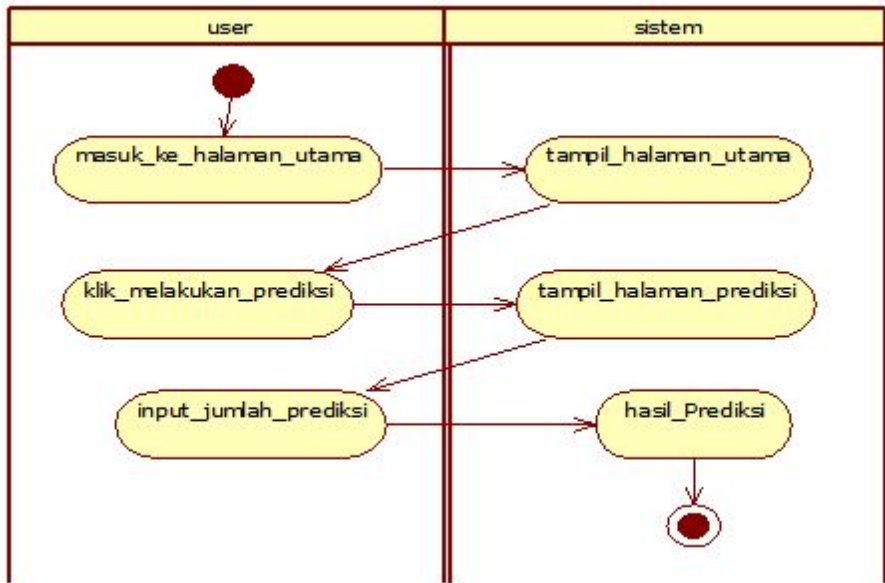 user
sistem
masuk_ke_halaman_utama
tampil_halaman_utama
klik_melakukan_prediksi
tampil_halaman_prediksi
input_jumlah_prediksi
hasil_Prediksi